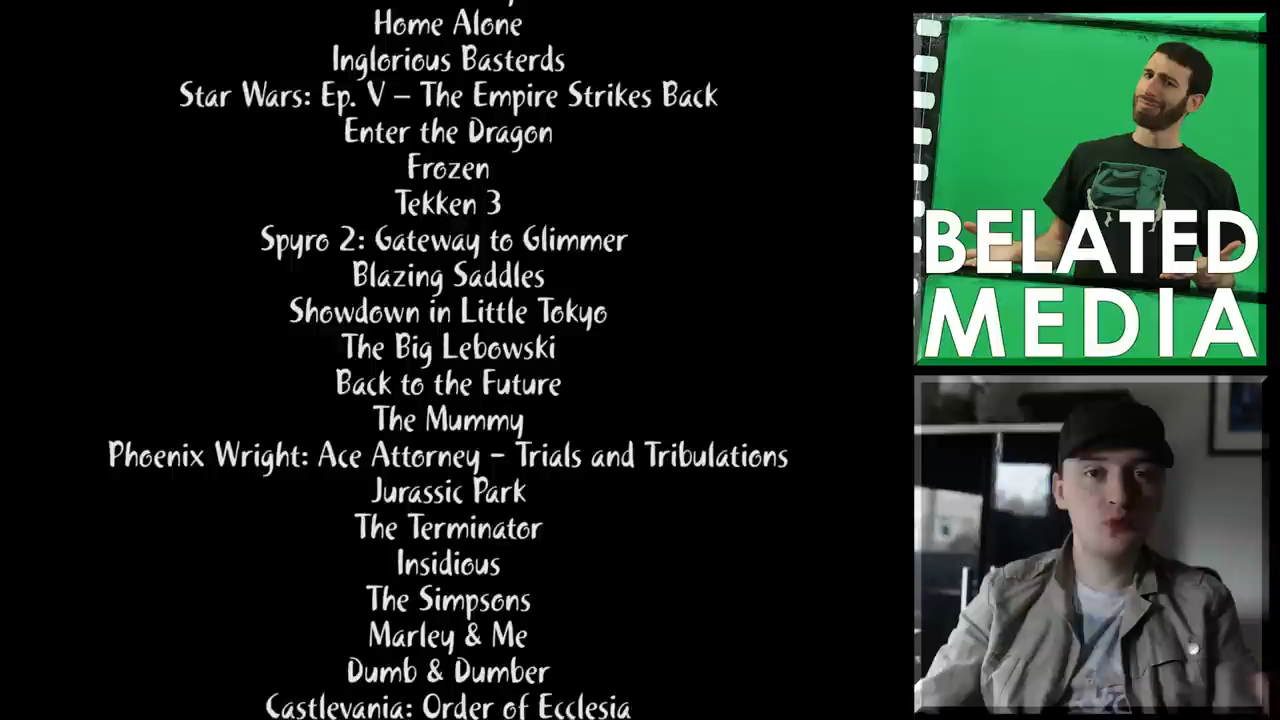 Home Alone
Inglorious Basterds
Star Wars: Ep. V – The Empire Strikes Back
Enter the Dragon
Frozen
Tekken 3
Spyro 2: Gateway to Glimmer
Blazing Saddles
Showdown in Little Tokyo
The Big Lebowski
Back to the Future
The Mummy
Phoenix Wright: Ace Attorney – Trials and Tribulations
Jurassic Park
The Terminator
Insidious
The Simpsons
Marley & Me
Dumb & Dumber
Castlevania: Order of Ecclesia
BELATED
MEDIA